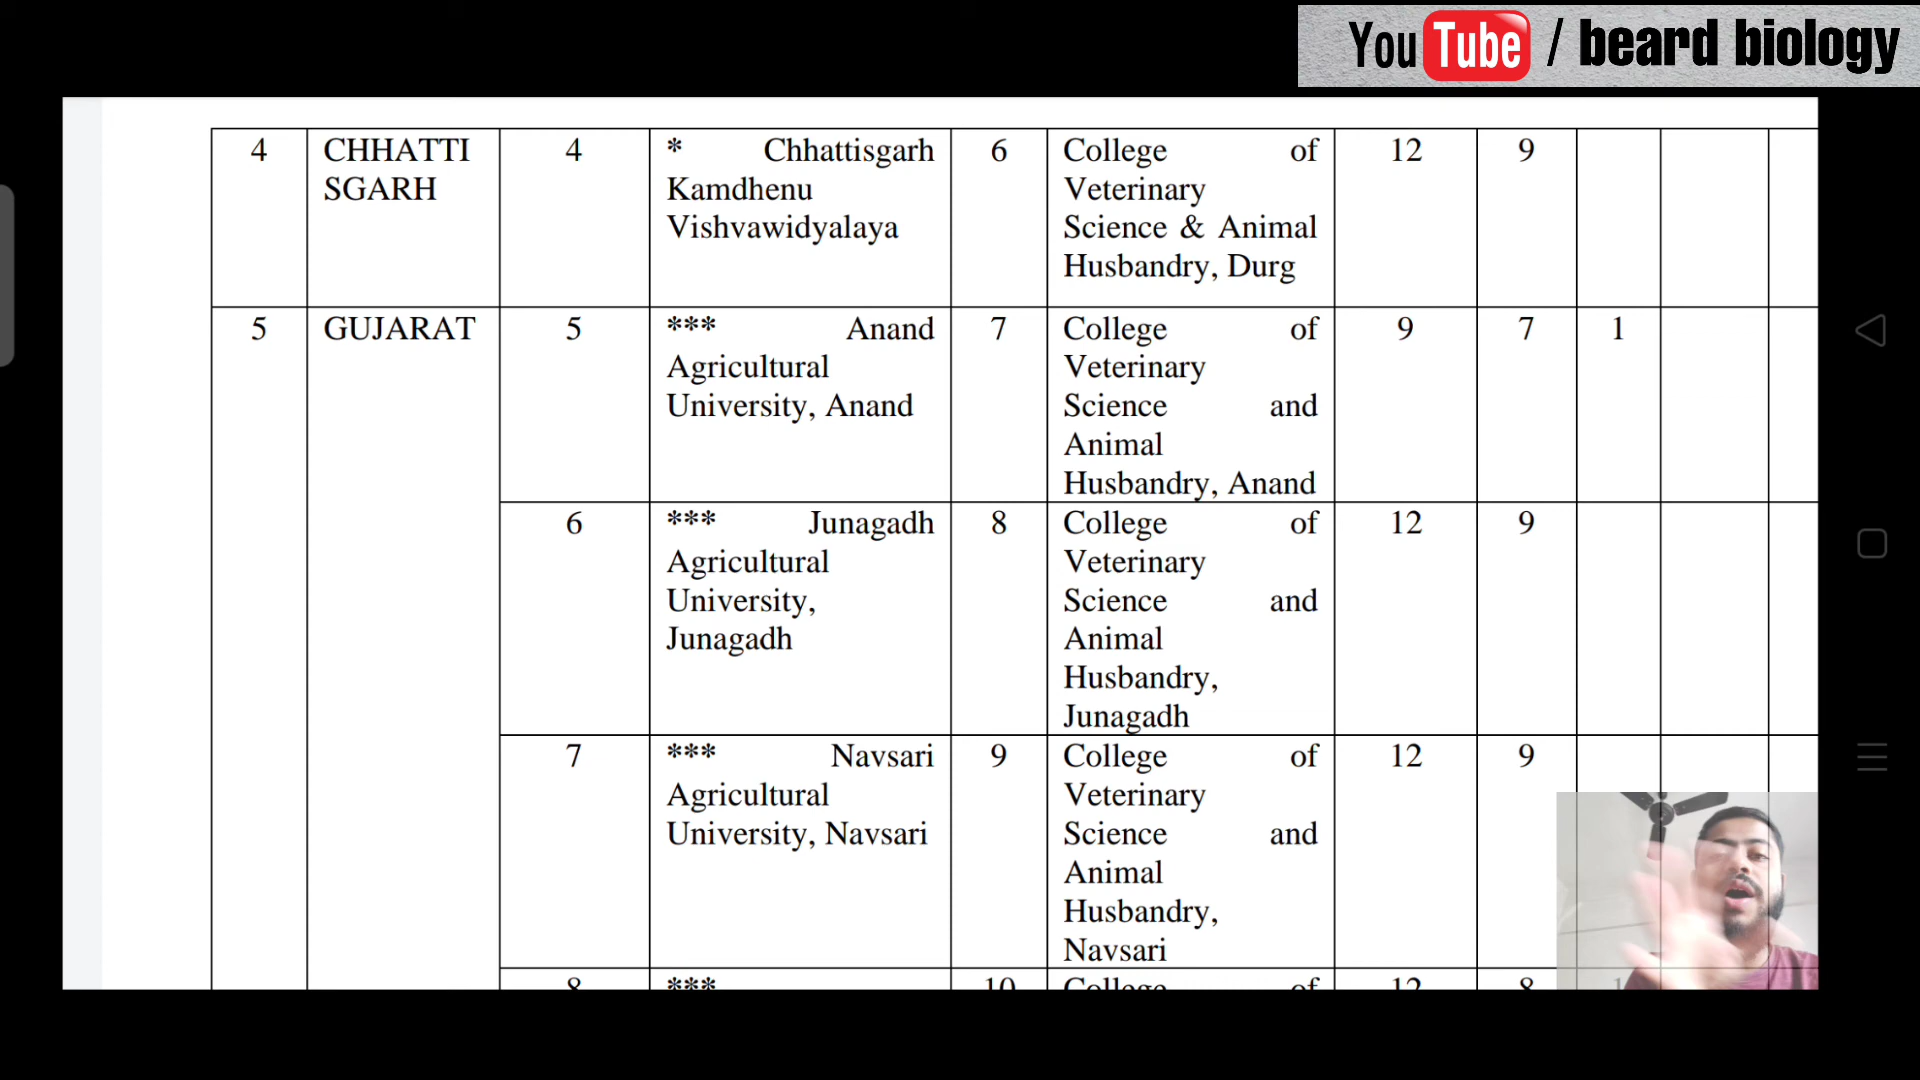 YouTube / beard biology
4 CHHATTI 4 * Chhattisgarh 6 College of 12 9
SGARH Kamdhenu Veterinary
Vishvawidyalaya Science & Animal
Husbandry, Durg
5 GUJARAT 5 *** Anand 7 College of 9 7 1
Agricultural Veterinary
University, Anand Science and
Animal
Husbandry, Anand
6 *** Junagadh 8 College of 12 9
Agricultural Veterinary
University, Science and
Junagadh Animal
Husbandry,
Junagadh
7 *** Navsari 9 College of 12 9
Agricultural Veterinary
University, Navsari Science and
Animal
Husbandry,
Navsari
8 *** 10 College of 12 8 1